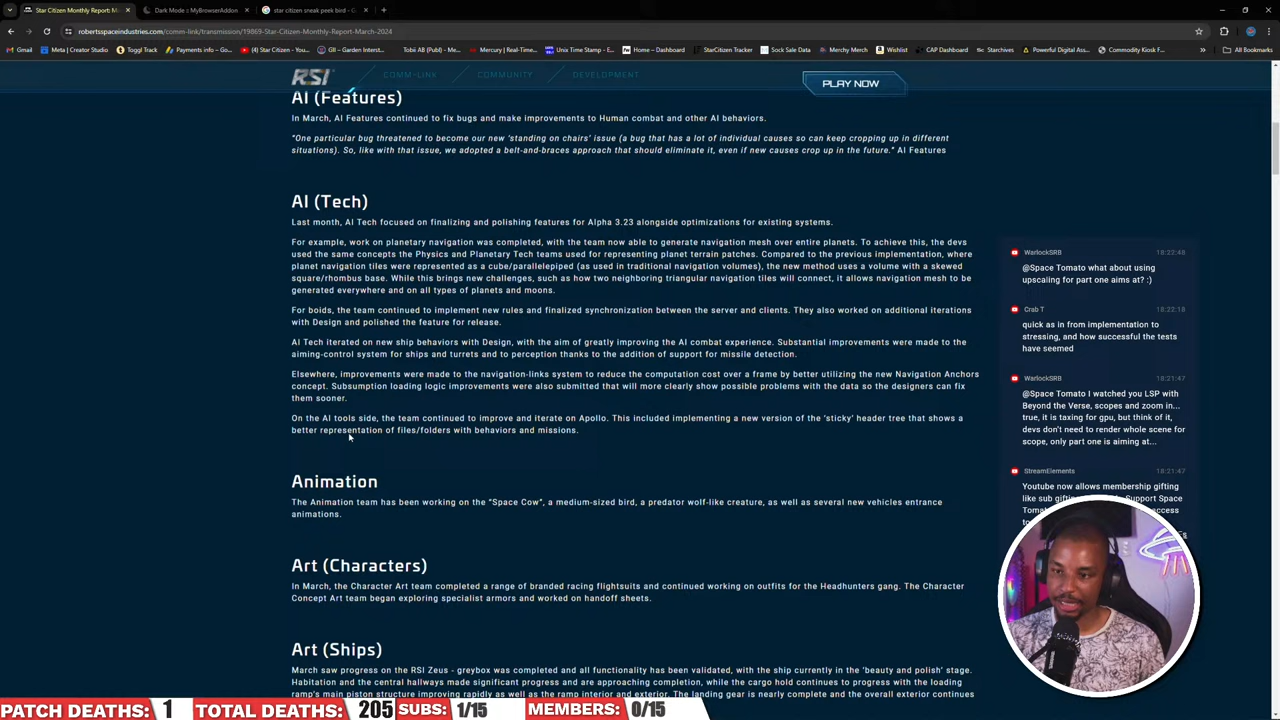 Star Citizen Monthly Report: M
Dark Mode :: MyBrowserAddon
star citizen sneak peek bird - G
robertsspaceindustries.com/comm-link/transmission/19869-Star-Citizen-Monthly-Report-March-2024
Gmail
Meta | Creator Studio
Toggl Track
Payments info – Go...
(4) Star Citizen - You...
GII – Garden Interst...
Tobii AB (Publ) - Me...
Mercury | Real-Time...
Unix Time Stamp - E...
Home – Dashboard
StarCitizen Tracker
Sock Sale Data
Merchy Merch
Wishlist
CAP Dashboard
Starchives
Powerful Digital Ass...
Commodity Kiosk F...
All Bookmarks
RSI
COMM-LINK
COMMUNITY
DEVELOPMENT
PLAY NOW
AI (Features)
In March, AI Features continued to fix bugs and make improvements to Human combat and other AI behaviors.
“One particular bug threatened to become our new ‘standing on chairs’ issue (a bug that has a lot of individual causes so can keep cropping up in different
situations). So, like with that issue, we adopted a belt-and-braces approach that should eliminate it, even if new causes crop up in the future.” AI Features
AI (Tech)
Last month, AI Tech focused on finalizing and polishing features for Alpha 3.23 alongside optimizations for existing systems.
For example, work on planetary navigation was completed, with the team now able to generate navigation mesh over entire planets. To achieve this, the devs
used the same concepts the Physics and Planetary Tech teams used for representing planet terrain patches. Compared to the previous implementation, where
planet navigation tiles were represented as a cube/parallelepiped (as used in traditional navigation volumes), the new method uses a volume with a skewed
square/rhombus base. While this brings new challenges, such as how two neighboring triangular navigation tiles will connect, it allows navigation mesh to be
generated everywhere and on all types of planets and moons.
For boids, the team continued to implement new rules and finalized synchronization between the server and clients. They also worked on additional iterations
with Design and polished the feature for release.
AI Tech iterated on new ship behaviors with Design, with the aim of greatly improving the AI combat experience. Substantial improvements were made to the
aiming-control system for ships and turrets and to perception thanks to the addition of support for missile detection.
Elsewhere, improvements were made to the navigation-links system to reduce the computation cost over a frame by better utilizing the new Navigation Anchors
concept. Subsumption loading logic improvements were also submitted that will more clearly show possible problems with the data so the designers can fix
them sooner.
On the AI tools side, the team continued to improve and iterate on Apollo. This included implementing a new version of the ‘sticky’ header tree that shows a
better representation of files/folders with behaviors and missions.
Animation
The Animation team has been working on the “Space Cow”, a medium-sized bird, a predator wolf-like creature, as well as several new vehicles entrance
animations.
Art (Characters)
In March, the Character Art team completed a range of branded racing flightsuits and continued working on outfits for the Headhunters gang. The Character
Concept Art team began exploring specialist armors and worked on handoff sheets.
Art (Ships)
March saw progress on the RSI Zeus - greybox was completed and all functionality has been validated, with the ship currently in the ‘beauty and polish’ stage.
Habitation and the central hallways made significant progress and are approaching completion, while the cargo hold continues to progress with the loading
ramp’s main piston structure improving rapidly as well as the ramp interior and exterior. The landing gear is nearly complete and the overall exterior continues
WarlockSRB 18:22:48
@Space Tomato what about using
upscaling for part one aims at? :)
Crab T 18:22:18
quick as in from implementation to
stressing, and how successful the tests
have seemed
WarlockSRB 18:21:47
@Space Tomato I watched you LSP with
Beyond the Verse, scopes and zoom in...
true, it is taxing for gpu, but think of it,
devs don't need to render whole scene for
scope, only part one is aiming at...
StreamElements 18:21:47
Youtube now allows membership gifting
like sub gifting Support Space
Tomat access
PATCH DEATHS: 1 TOTAL DEATHS: 205 SUBS: 1/15 MEMBERS: 0/15